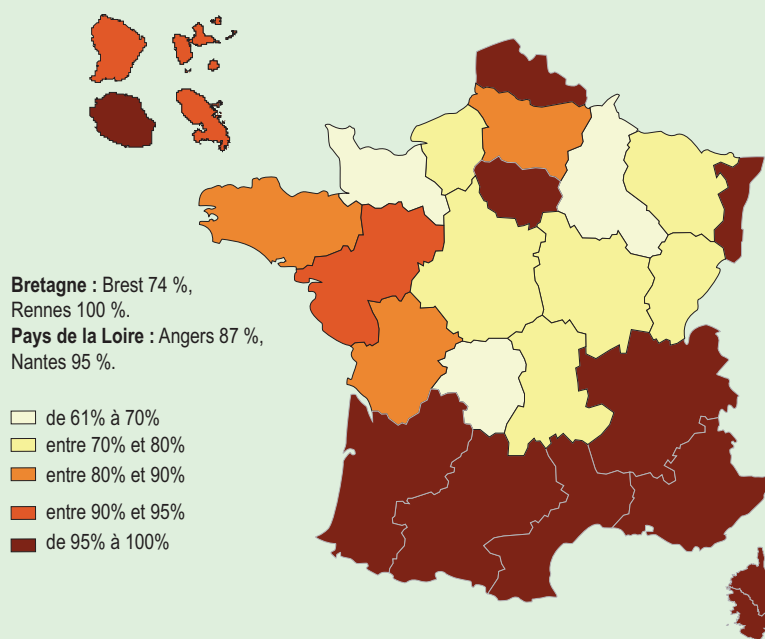 Bretagne : Brest 74 %,
Rennes 100 %.
Pays de la Loire : Angers 87 %,
Nantes 95 %.
de 61% à 70%
entre 70% et 80%
entre 80% et 90%
entre 90% et 95%
de 95% à 100%